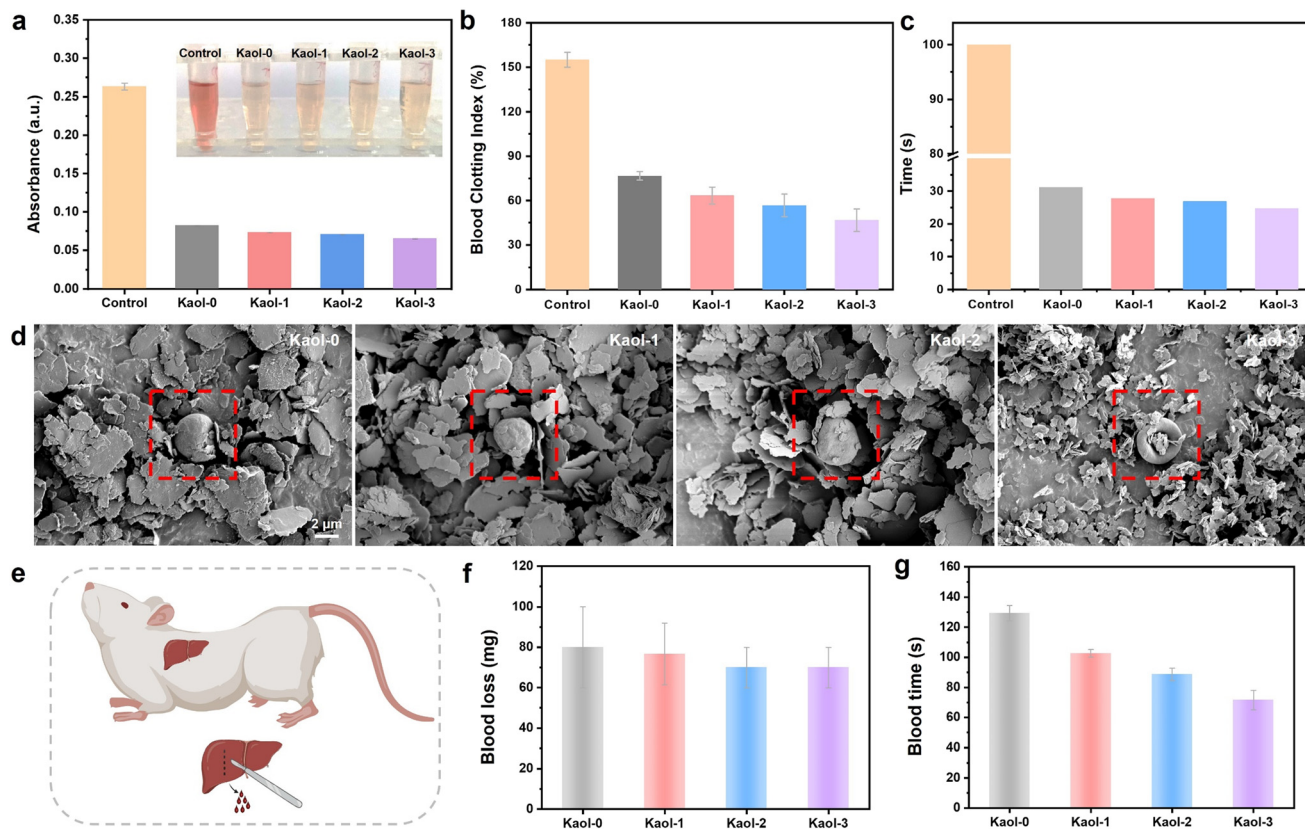 a
0.35
0.30
0.25
0.20
0.15
0.10
0.05
0.00
Absorbance (a.u.)
Control Kaol-0 Kaol-1 Kaol-2 Kaol-3
Control Kaol-0 Kaol-1 Kaol-2 Kaol-3
b
180
150
120
90
60
30
0
Blood Clotting Index (%)
Control Kaol-0 Kaol-1 Kaol-2 Kaol-3
c
100
100
80
80
30
20
10
0
Time (s)
Control Kaol-0 Kaol-1 Kaol-2 Kaol-3
d
Kaol-0
2 μm
Kaol-1
Kaol-2
Kaol-3
e
f
120
100
80
60
40
20
0
Blood loss (mg)
Kaol-0 Kaol-1 Kaol-2 Kaol-3
g
160
140
120
100
80
60
40
20
0
Blood time (s)
Kaol-0 Kaol-1 Kaol-2 Kaol-3